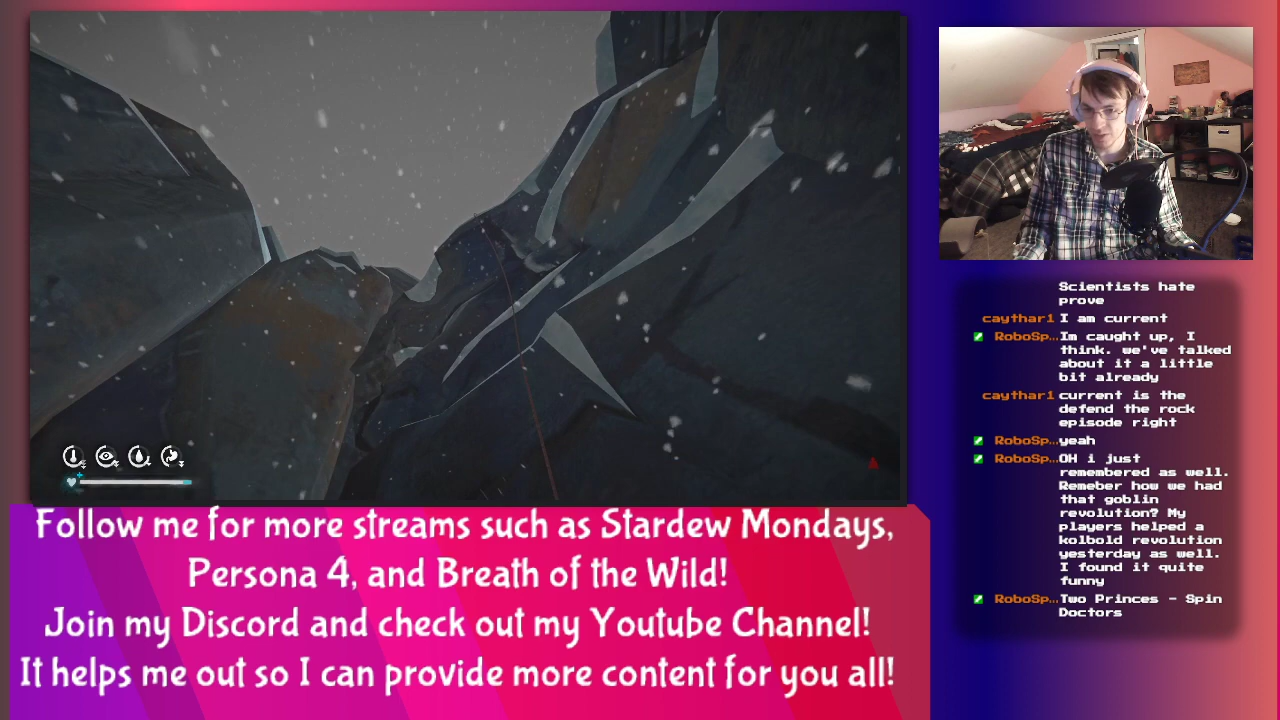 Scientists hate
prove
caythar1 I am current
RoboSp… Im caught up, I
think. we've talked
about it a little
bit already
caythar1 current is the
defend the rock
episode right
RoboSp… yeah
RoboSp… OH i just
remembered as well.
Remeber how we had
that goblin
revolution? My
players helped a
kolbold revolution
yesterday as well.
I found it quite
funny
RoboSp… Two Princes - Spin
Doctors
Follow me for more streams such as Stardew Mondays,
Persona 4, and Breath of the Wild!
Join my Discord and check out my Youtube Channel!
It helps me out so I can provide more content for you all!